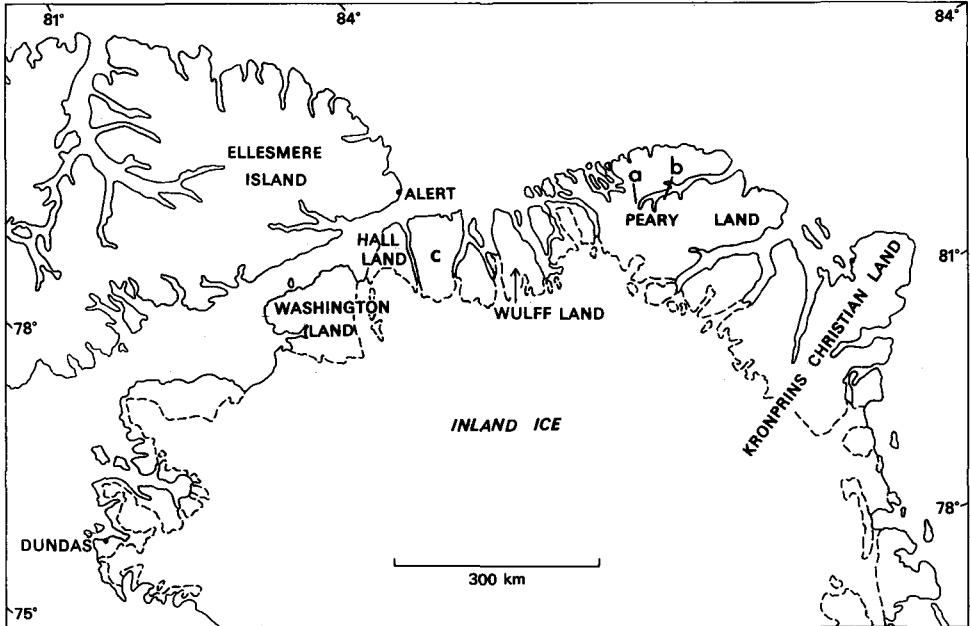 81°
84°
84°
ELLESMERE
ISLAND
ALERT
a
b
PEARY LAND
HALL
LAND
c
81°
WASHINGTON
LAND
WULFF LAND
78°
KRONPRINS CHRISTIAN LAND
INLAND ICE
78°
DUNDAS
300 km
75°